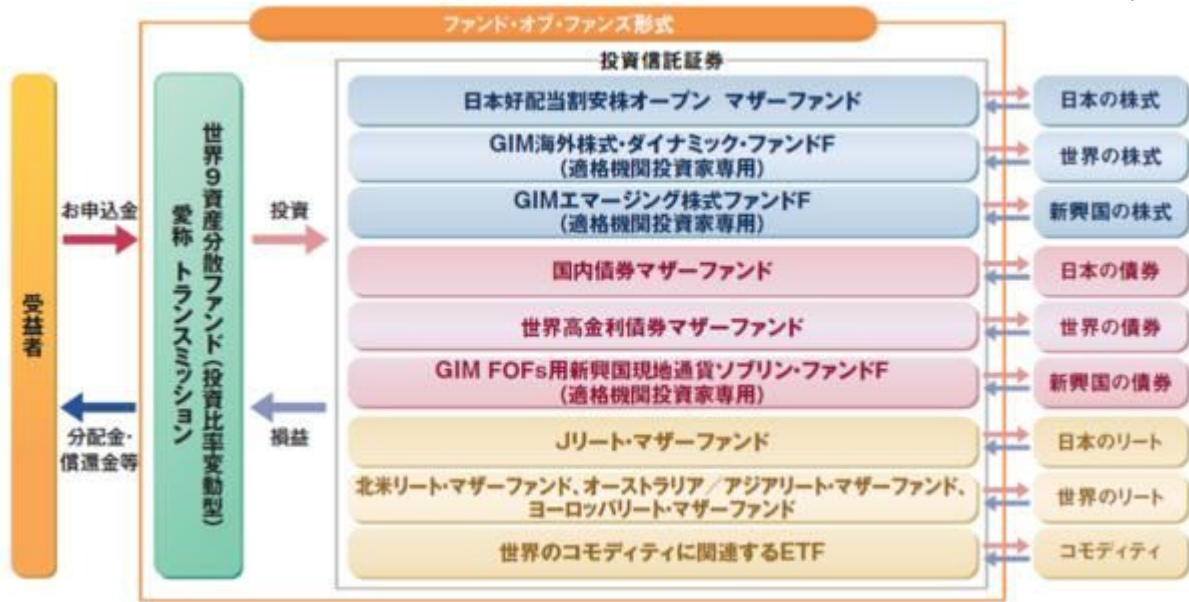 ファンド・オブ・ファンズ形式
投資信託証券
受益者
お申込金
分配金・
償還金等
世界9資産分散ファンド(投資比率変動型)
愛称 トランスミッション
投資
損益
日本好配当割安株オープン マザーファンド
日本の株式
GIM海外株式・ダイナミック・ファンドF
(適格機関投資家専用)
世界の株式
GIMエマージング株式ファンドF
(適格機関投資家専用)
新興国の株式
国内債券マザーファンド
日本の債券
世界高金利債券マザーファンド
世界の債券
GIM FOFs用新興国現地通貨ソブリン・ファンドF
(適格機関投資家専用)
新興国の債券
Jリート・マザーファンド
日本のリート
北米リート・マザーファンド、オーストラリア/アジアリート・マザーファンド、
ヨーロッパリート・マザーファンド
世界のリート
世界のコモディティに関連するETF
コモディティ